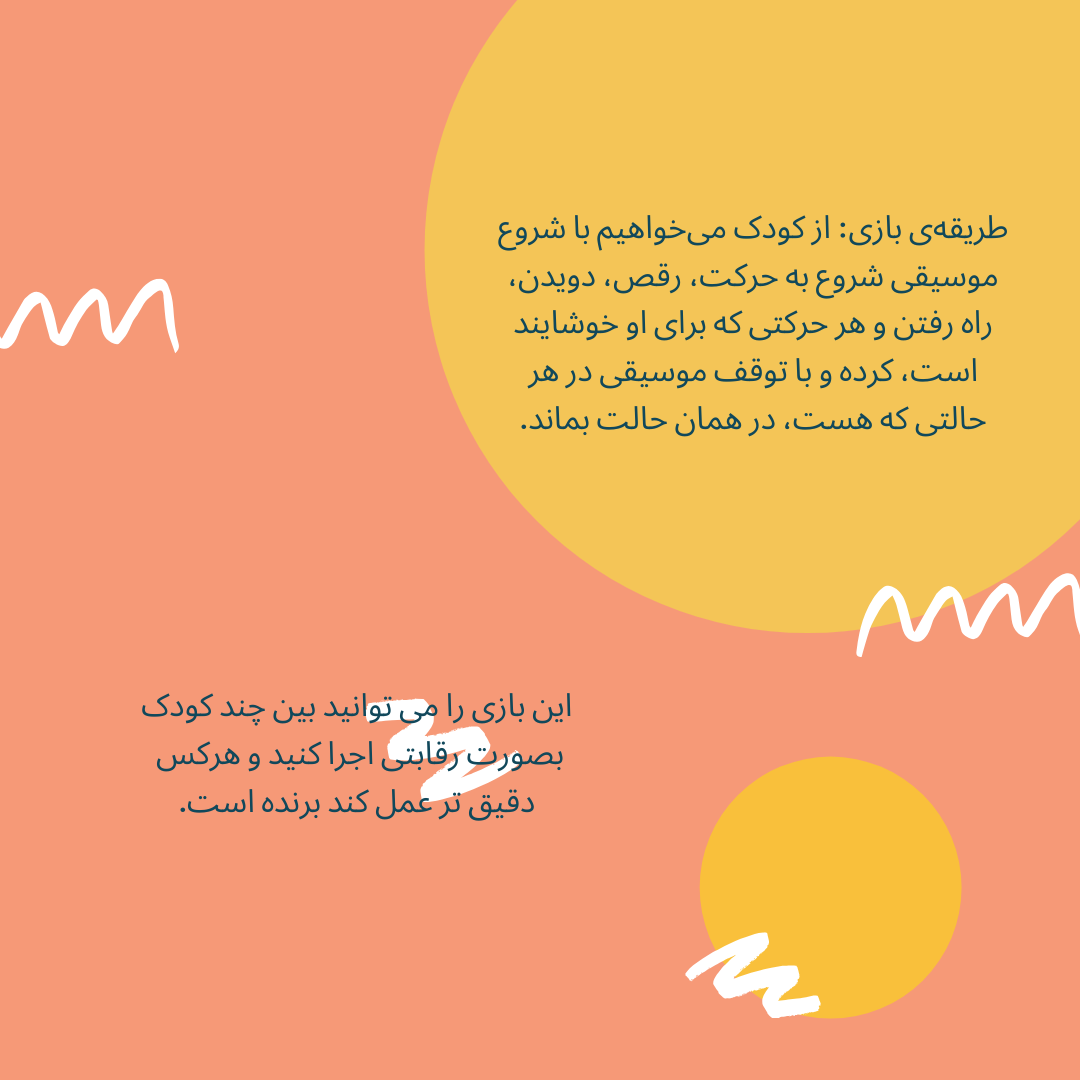 طریقه‌ی بازی: از کودک می‌خواهیم با شروع
موسیقی شروع به حرکت، رقص، دویدن،
راه رفتن و هر حرکتی که برای او خوشایند
است، کرده و با توقف موسیقی در هر
حالتی که هست، در همان حالت بماند.
این بازی را می توانید بین چند کودک
بصورت رقابتی اجرا کنید و هرکس
دقیق تر عمل کند برنده است.